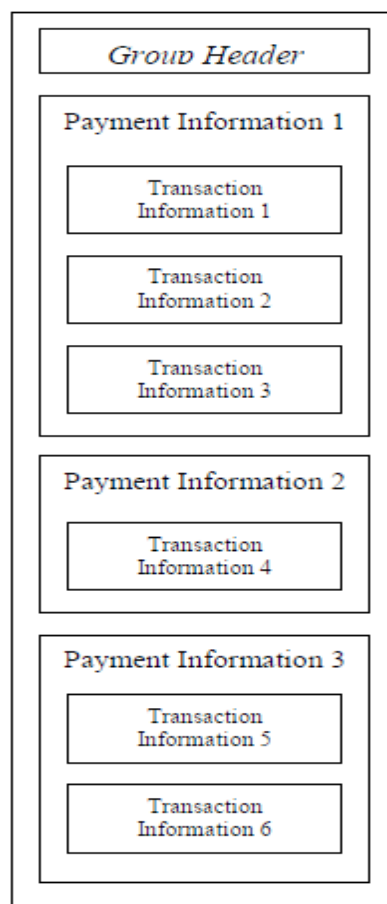 Group Header
Payment Information 1
Transaction
Information 1
Transaction
Information 2
Transaction
Information 3
Payment Information 2
Transaction
Information 4
Payment Information 3
Transaction
Information 5
Transaction
Information 6